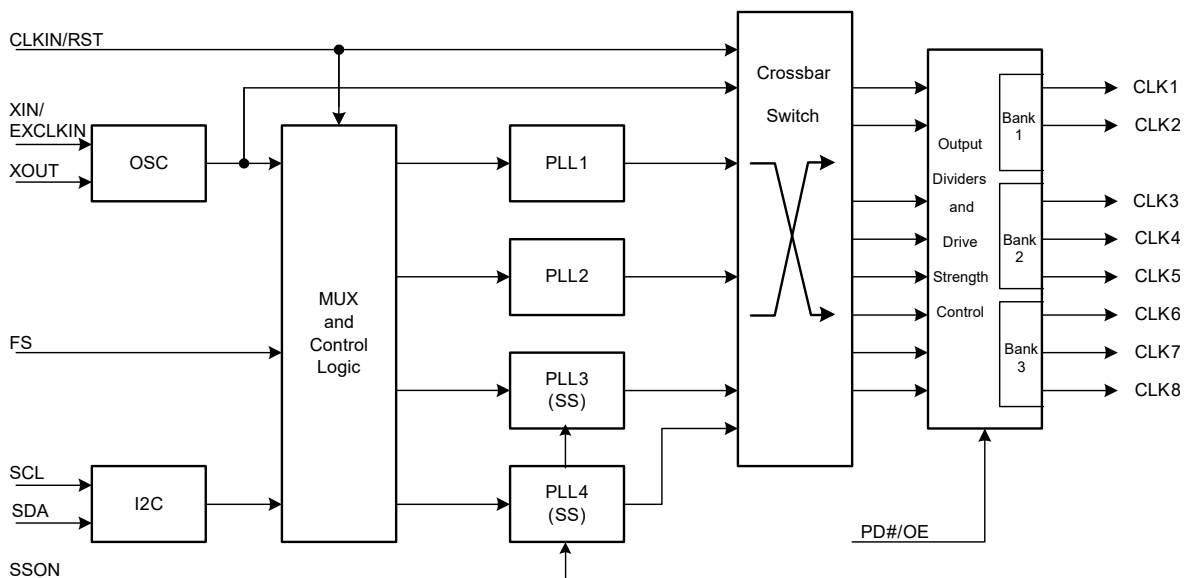 CLKIN/RST
XIN/
EXCLKIN
XOUT
OSC
FS
SCL
SDA
I2C
SSON
MUX
and
Control
Logic
PLL1
PLL2
PLL3
(SS)
PLL4
(SS)
Crossbar
Switch
Output
Dividers
and
Drive
Strength
Control
Bank
1
Bank
2
Bank
3
PD#/OE
CLK1
CLK2
CLK3
CLK4
CLK5
CLK6
CLK7
CLK8